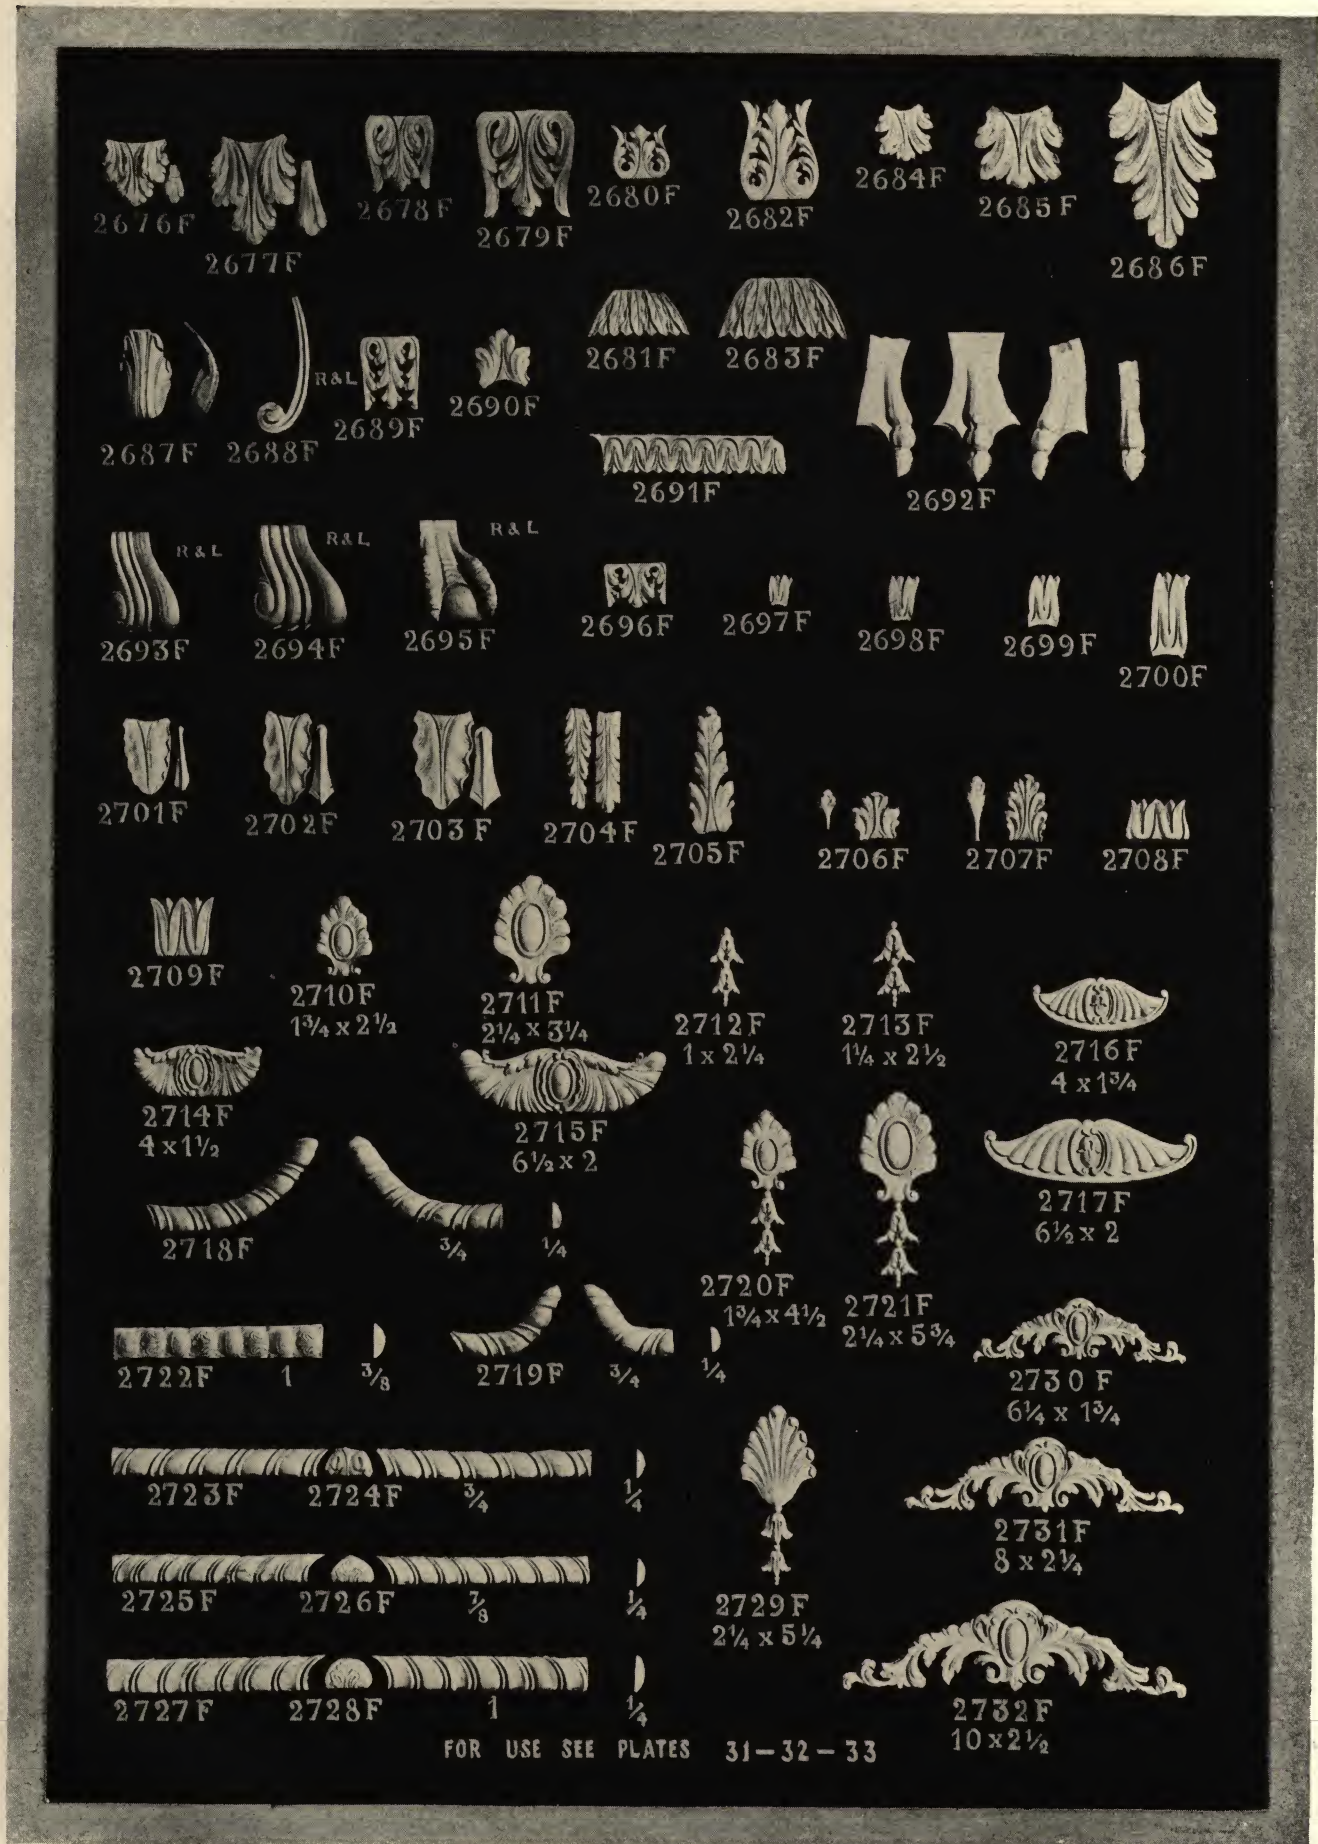 2676F
2677F
2678F
2679F
2680F
2682F
2684F
2685F
2686F
2681F
2683F
2687F
2688F
R & L
2689F
2690F
2691F
2692F
R & L
2693F
R & L
2694F
R & L
2695F
2696F
2697F
2698F
2699F
2700F
2701F
2702F
2703F
2704F
2705F
2706F
2707F
2708F
2709F
2710F
1¾ x 2½
2711F
2¼ x 3¼
2712F
1 x 2¼
2713F
1¼ x 2½
2716F
4 x 1¾
2714F
4 x 1½
2715F
6½ x 2
2717F
6½ x 2
2718F ¾ ¼
2720F
1¾ x 4½
2721F
2¼ x 5¾
2722F 1 ⅜
2719F ¾ ¼
2730F
6¼ x 1¾
2723F 2724F ¾ ¼
2731F
8 x 2¼
2725F 2726F ⅞ ¼
2729F
2¼ x 5¼
2727F 2728F 1 ¼
2732F
10 x 2½
FOR USE SEE PLATES 31-32-33